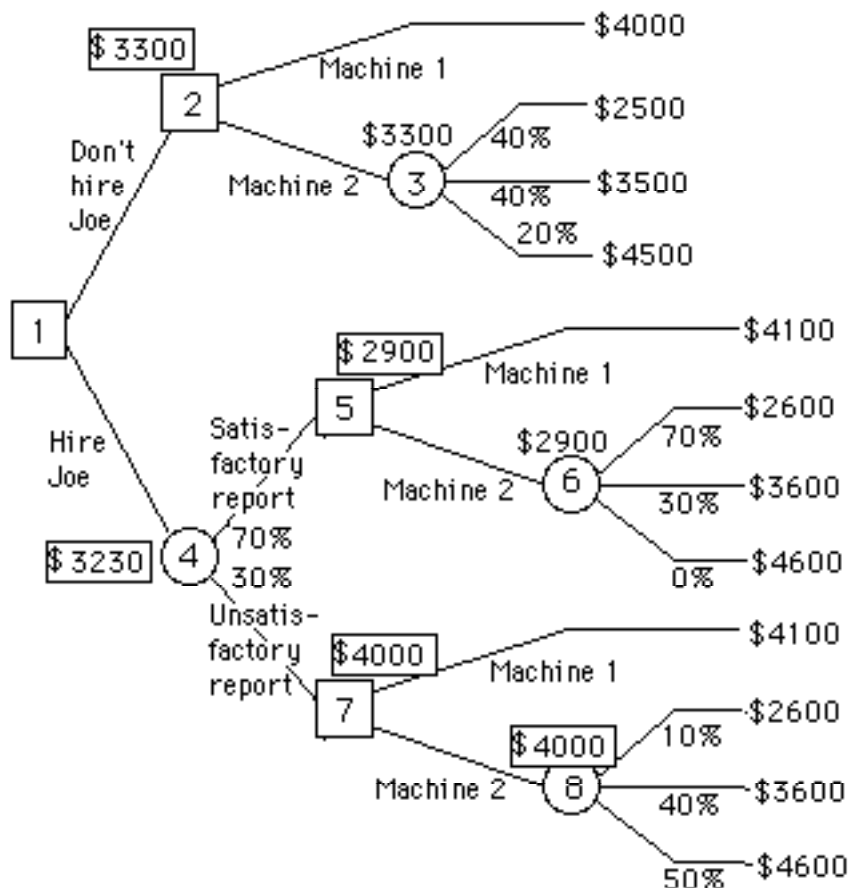 $4000
$ 3300
Machine 1
2
$2500
$3300
40%
Don't
hire
Joe
Machine 2
3
$3500
40%
20%
$4500
1
$4100
$ 2900
Machine 1
5
$2600
Satis-
factory
report
$2900
70%
Hire
Joe
Machine 2
6
$3600
30%
70%
4
$ 3230
30%
$4600
0%
Unsatis-
factory
report
$4100
$4000
Machine 1
7
$2600
$ 4000
10%
Machine 2
8
$3600
40%
$4600
50%